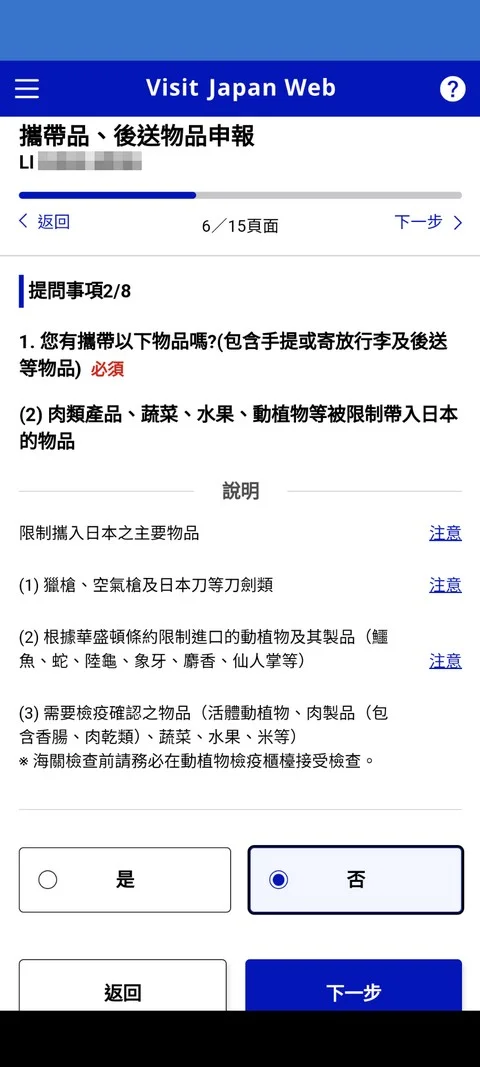 Visit Japan Web
?
攜帶品、後送物品申報
LI
返回
6／15頁面
下一步
提問事項2/8
1. 您有攜帶以下物品嗎?(包含手提或寄放行李及後送
等物品) 必須
(2) 肉類產品、蔬菜、水果、動植物等被限制帶入日本
的物品
說明
限制攜入日本之主要物品 注意
(1) 獵槍、空氣槍及日本刀等刀劍類 注意
(2) 根據華盛頓條約限制進口的動植物及其製品（鱷
魚、蛇、陸龜、象牙、麝香、仙人掌等） 注意
(3) 需要檢疫確認之物品（活體動植物、肉製品（包
含香腸、肉乾類）、蔬菜、水果、米等）
※ 海關檢查前請務必在動植物檢疫櫃檯接受檢查。
是
否
返回
下一步